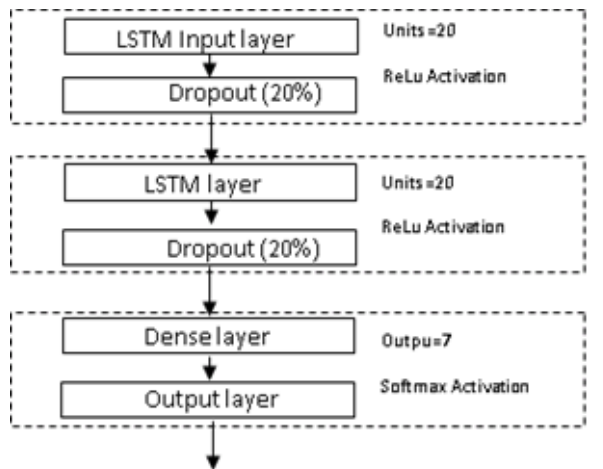 LSTM Input layer
Units=20
ReLu Activation
Dropout (20%)
LSTM layer
Units=20
ReLu Activation
Dropout (20%)
Dense layer
Outpu=7
Softmax Activation
Output layer